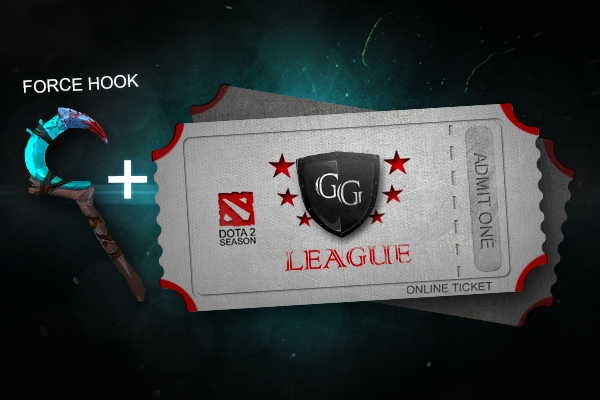 FORCE HOOK
+
GG
DOTA 2
SEASON
LEAGUE
ADMIT ONE
ONLINE TICKET